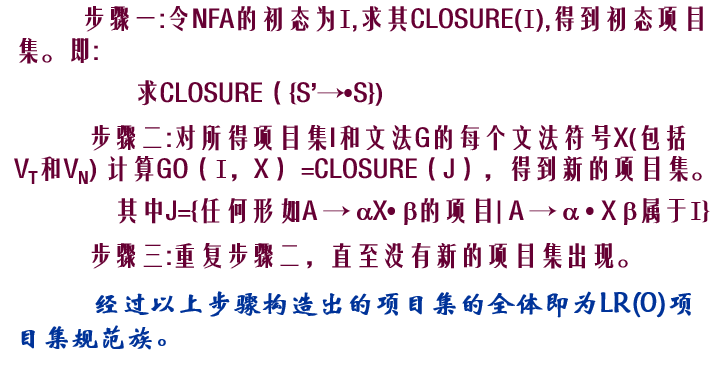 步骤一:令NFA的初态为I,求其CLOSURE(I),得到初态项目
集。即:
求CLOSURE({S’→•S})
步骤二:对所得项目集I和文法G的每个文法符号X(包括
VT和VN) 计算GO(I, X) =CLOSURE(J), 得到新的项目集。
其中J={任何形如A → αX• β的项目| A → α • X β属于I}
步骤三:重复步骤二,直至没有新的项目集出现。
经过以上步骤构造出的项目集的全体即为LR(0)项
目集规范族。